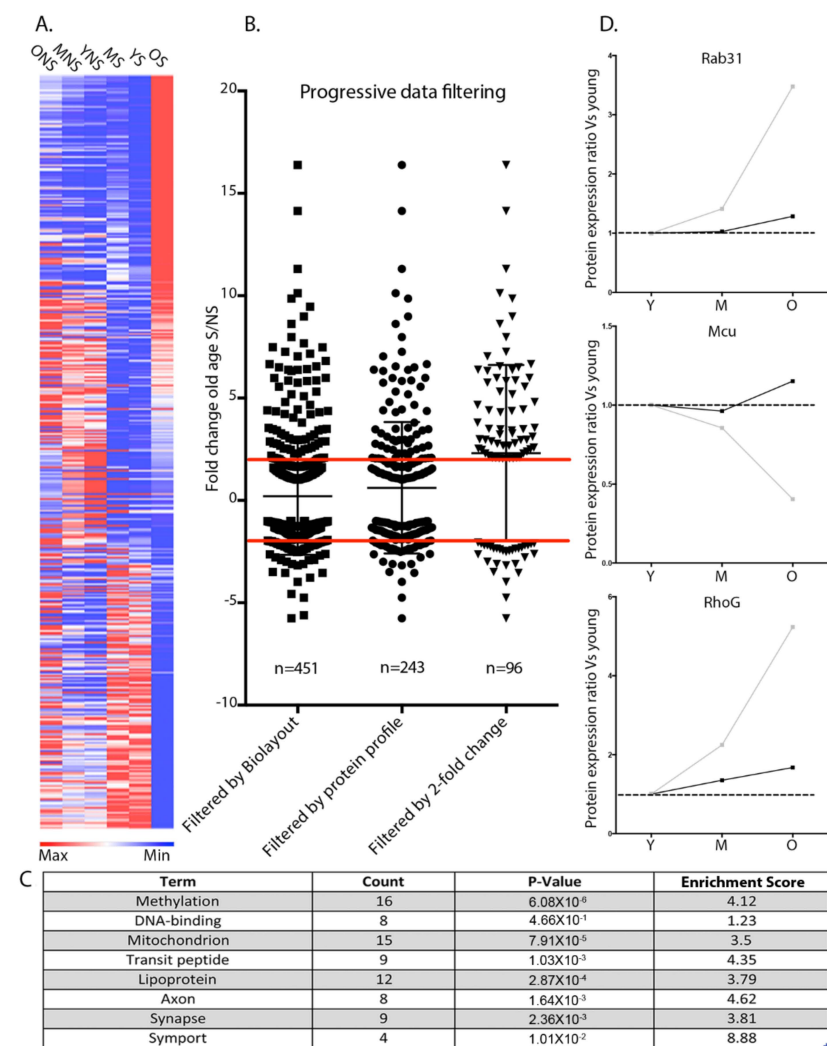 A.
ONS MNS YNS MS YS OS
Max Min
B.
Progressive data filtering
Fold change old age S/NS
20
15
10
5
0
-5
-10
n=451 n=243 n=96
Filtered by Biolayout
Filtered by protein profile
Filtered by 2-fold change
D.
Rab31
Protein expression ratio Vs young
4
3
2
1
0
Y M O
Mcu
Protein expression ratio Vs young
1.5
1.0
0.5
0.0
Y M O
RhoG
Protein expression ratio Vs young
6
4
2
0
Y M O
C
Term Count P-Value Enrichment Score
Methylation 16 6.08X10⁻⁶ 4.12
DNA-binding 8 4.66X10⁻¹ 1.23
Mitochondrion 15 7.91X10⁻⁵ 3.5
Transit peptide 9 1.03X10⁻³ 4.35
Lipoprotein 12 2.87X10⁻⁴ 3.79
Axon 8 1.64X10⁻³ 4.62
Synapse 9 2.36X10⁻³ 3.81
Symport 4 1.01X10⁻² 8.88